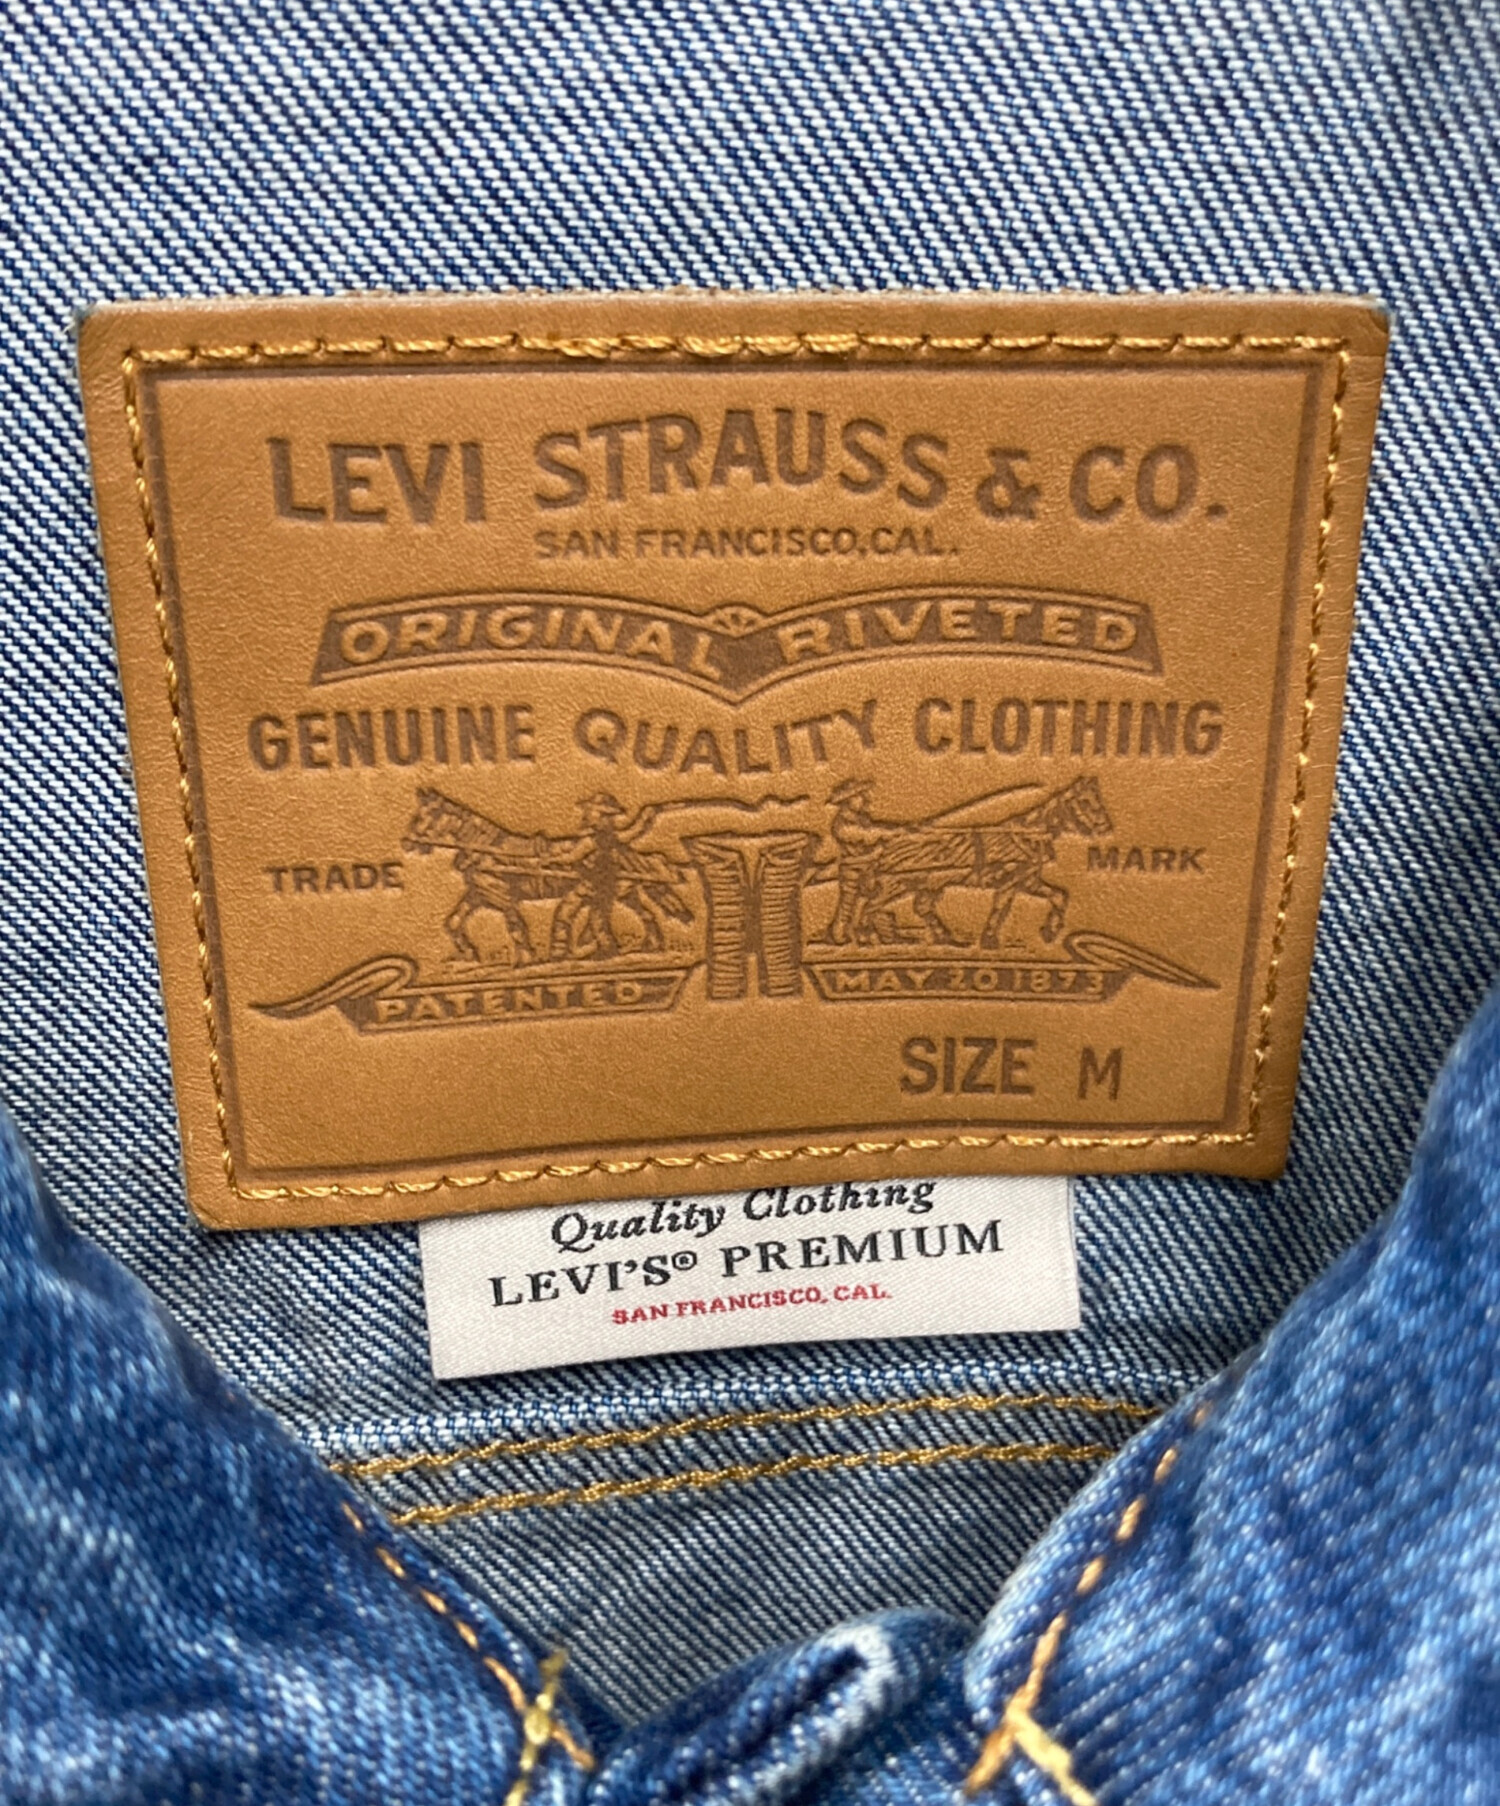 LEVI STRAUSS & CO.
SAN FRANCISCO, CAL.
ORIGINAL RIVETED
GENUINE QUALITY CLOTHING
TRADE MARK
PATENTED MAY 20 1873
SIZE M
Quality Clothing
LEVI'S® PREMIUM
SAN FRANCISCO, CAL.